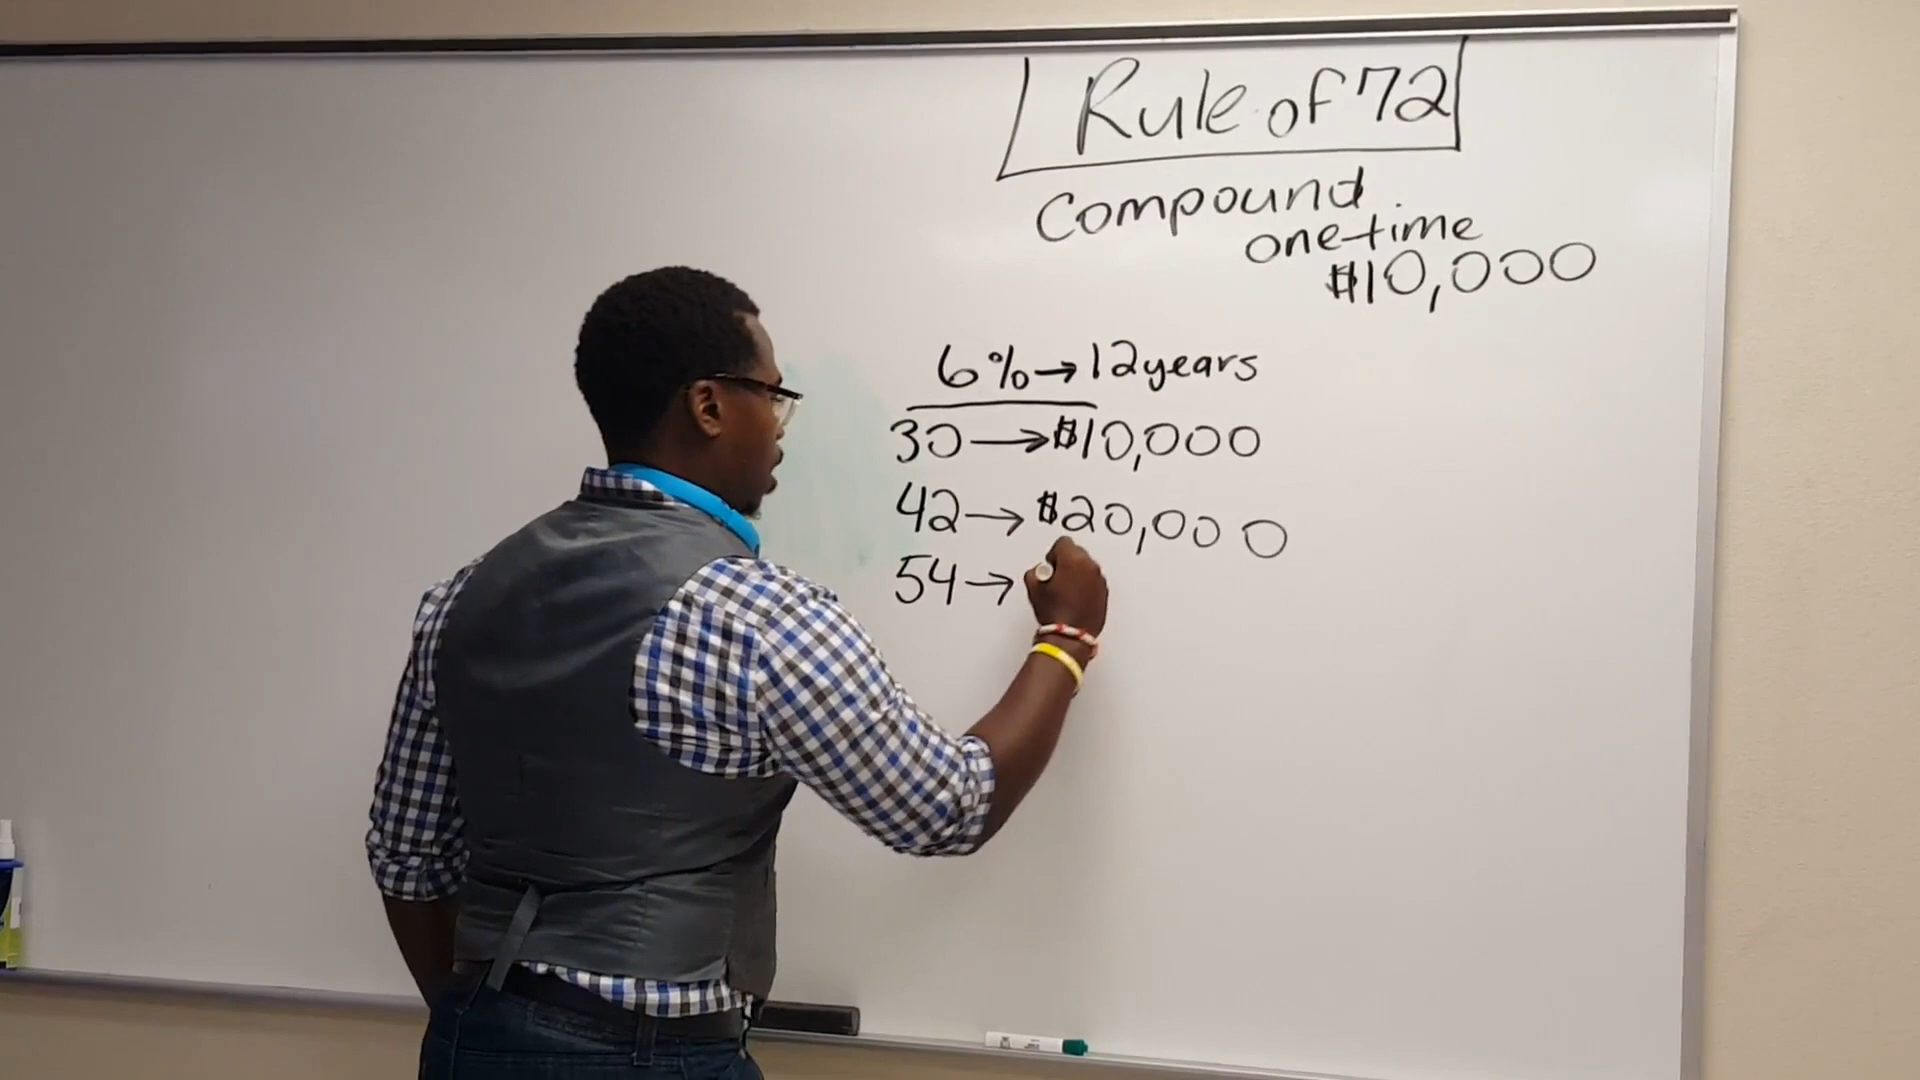 Rule of 72
Compound
one-time
$10,000
6% → 12 years
30 → $10,000
42 → $20,000
54 →